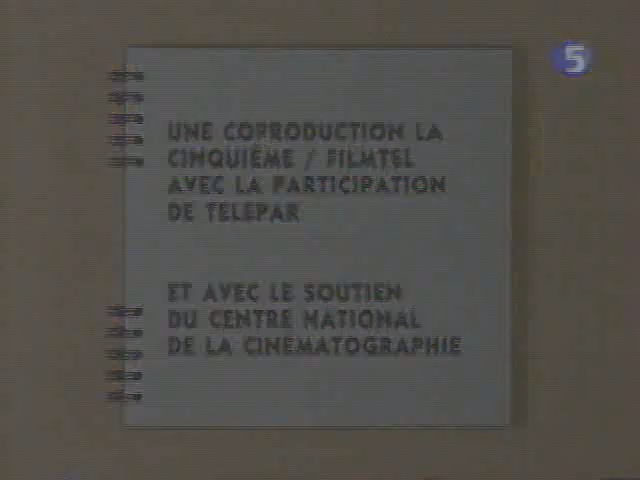 5
UNE COPRODUCTION LA
CINQUIÈME / FILMTEL
AVEC LA PARTICIPATION
DE TELEPAR
ET AVEC LE SOUTIEN
DU CENTRE NATIONAL
DE LA CINEMATOGRAPHIE